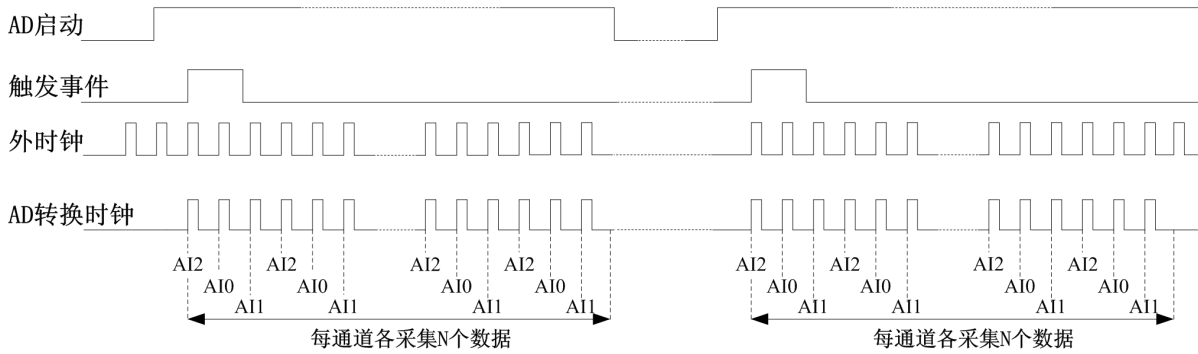 AD启动
触发事件
外时钟
AD转换时钟
AI2 AI2 AI2 AI2 AI2 AI2 AI2 AI2
AI0 AI0 AI0 AI0 AI0 AI0 AI0 AI0
AI1 AI1 AI1 AI1 AI1 AI1 AI1 AI1
每通道各采集N个数据 每通道各采集N个数据